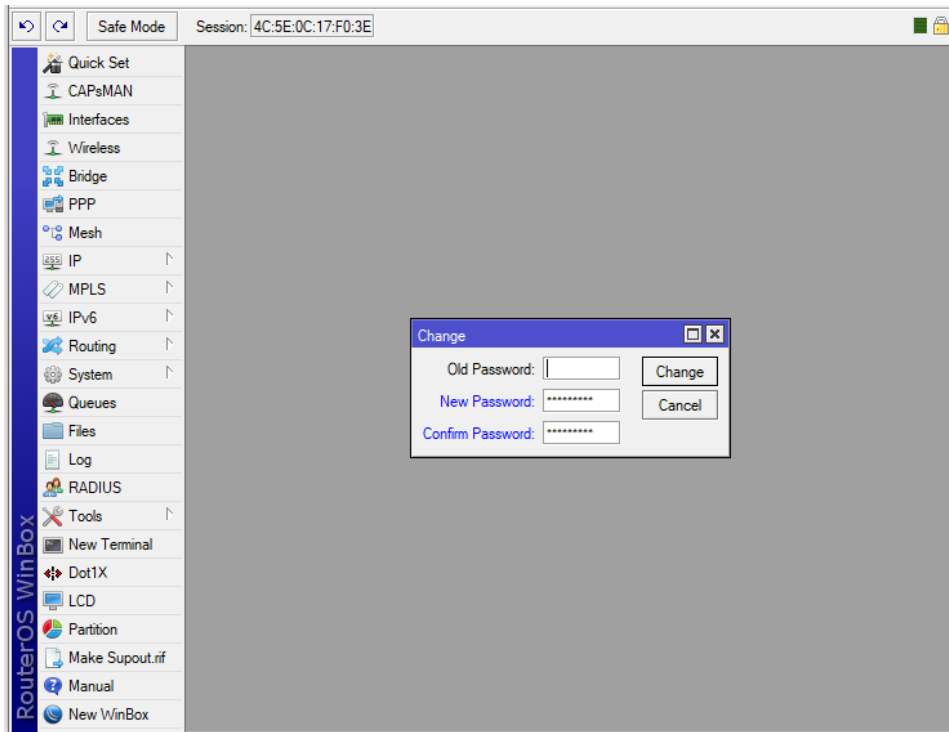 Safe Mode Session: 4C:5E:0C:17:F0:3E
Quick Set
CAPsMAN
Interfaces
Wireless
Bridge
PPP
Mesh
255 IP
MPLS
v6 IPv6
Routing
System
Queues
Files
Log
RADIUS
Tools
New Terminal
Dot1X
LCD
Partition
Make Supout.rif
Manual
New WinBox
RouterOS WinBox
Change
Old Password: Change
New Password: ********* Cancel
Confirm Password: *********